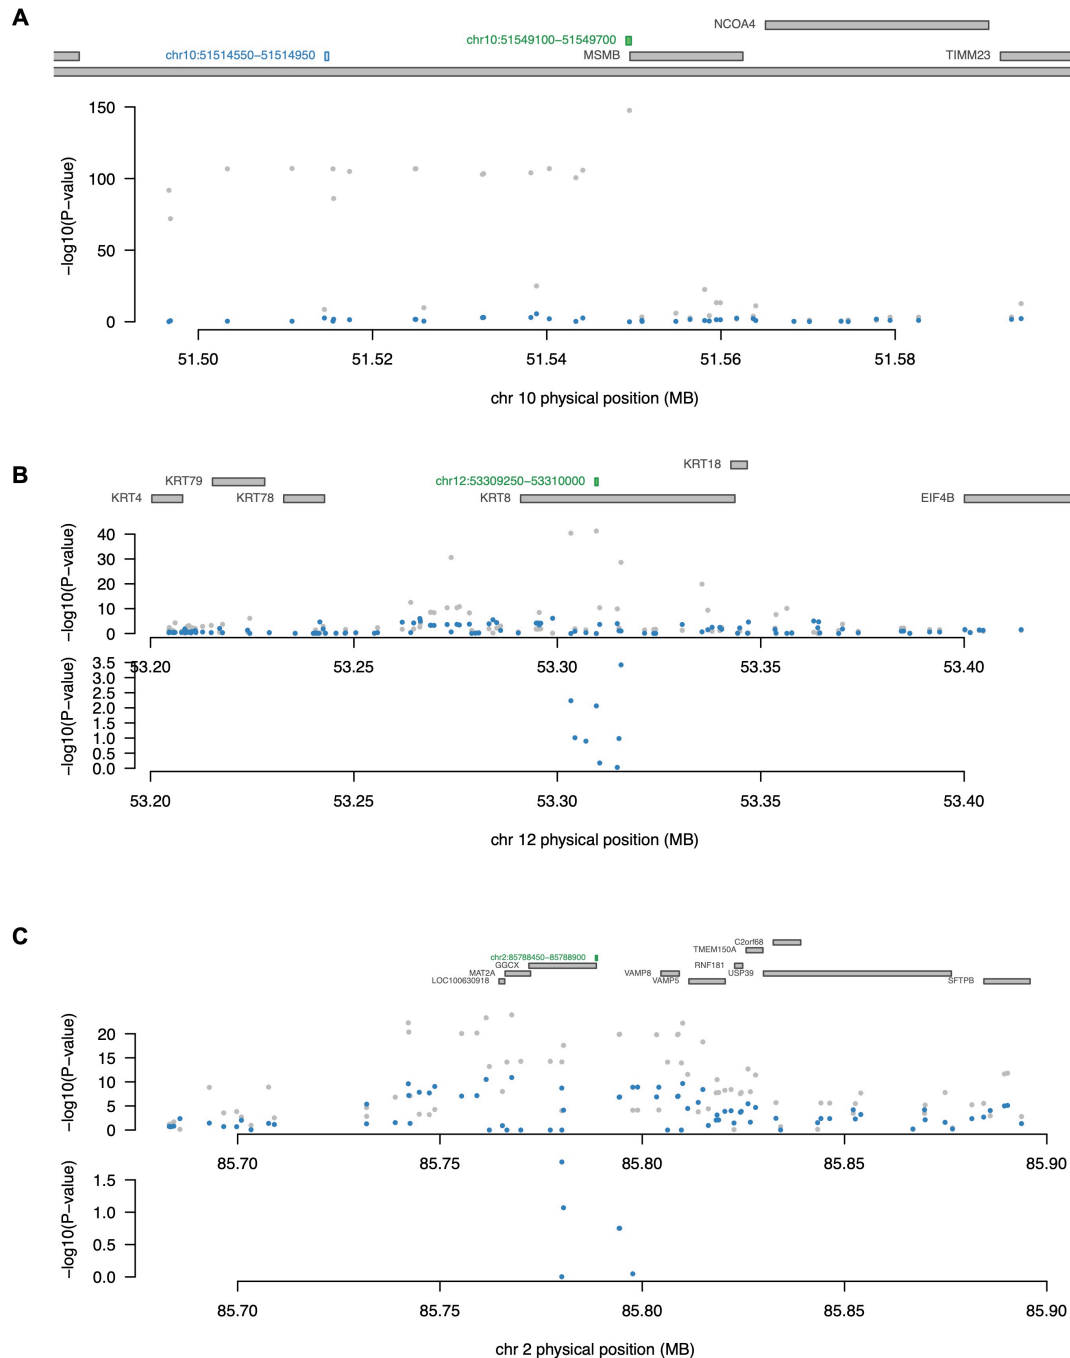 A
NCOA4
chr10:51549100−51549700
chr10:51514550−51514950
MSMB
TIMM23
150
100
50
0
−log10(P−value)
51.50 51.52 51.54 51.56 51.58
chr 10 physical position (MB)
B
KRT18
KRT79
chr12:53309250−53310000
KRT4
KRT78
KRT8
EIF4B
40
30
20
10
0
−log10(P−value)
53.20 53.25 53.30 53.35 53.40
3.5
3.0
2.5
2.0
1.5
1.0
0.5
0.0
−log10(P−value)
53.20 53.25 53.30 53.35 53.40
chr 12 physical position (MB)
C
C2orf68
TMEM150A
chr2:85788450−85788900
GGCX
RNF181
MAT2A
VAMP8
USP39
LOC100630918
VAMP5
SFTPB
20
15
10
5
0
−log10(P−value)
85.70 85.75 85.80 85.85 85.90
1.5
1.0
0.5
0.0
−log10(P−value)
85.70 85.75 85.80 85.85 85.90
chr 2 physical position (MB)